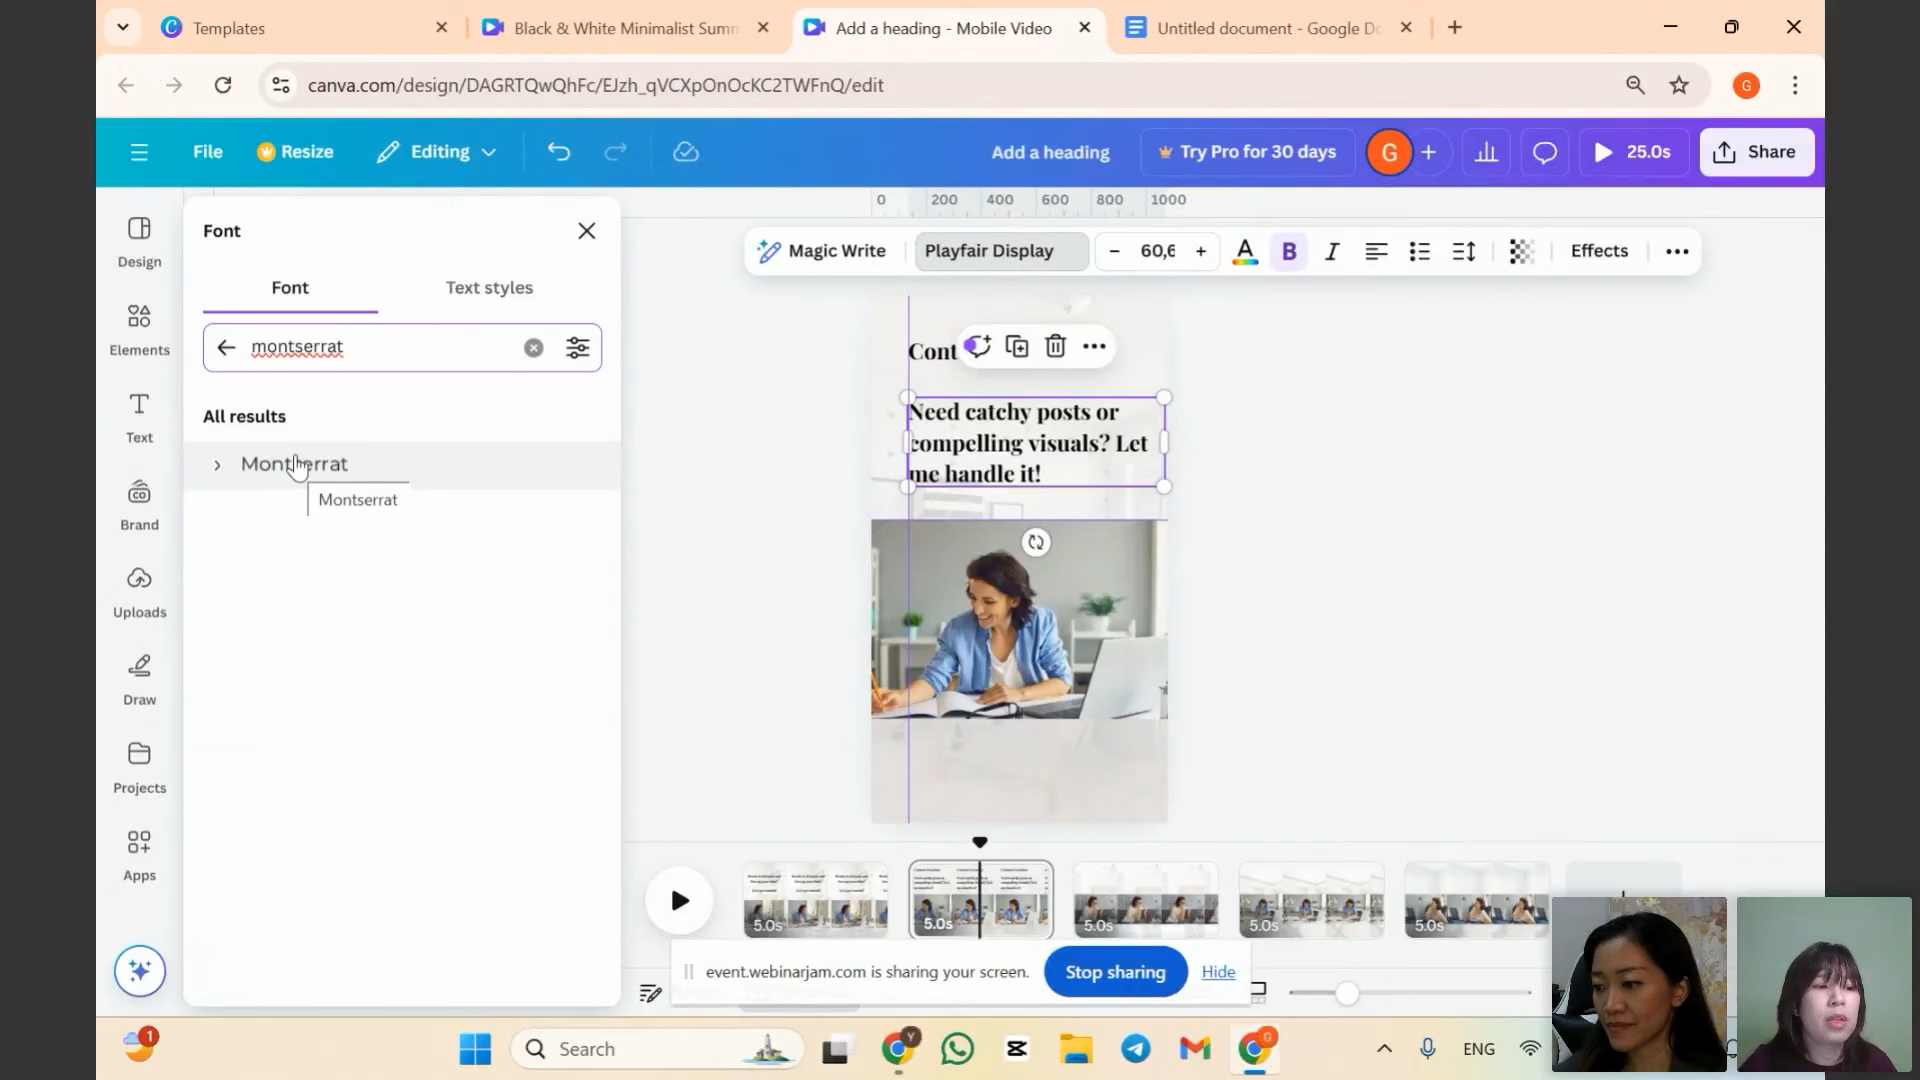 Templates
Black & White Minimalist Summ
Add a heading - Mobile Video
Untitled document - Google Do
canva.com/design/DAGRTQwQhFc/EJzh_qVCXpOnOcKC2TWFnQ/edit
G
File
Resize
Editing
Add a heading
Try Pro for 30 days
G
25.0s
Share
Design
Elements
Text
Brand
Uploads
Draw
Projects
Apps
Font
Font
Text styles
montserrat
All results
Montserrat
Montserrat
0 200 400 600 800 1000
Magic Write
Playfair Display
60,6
A
B
I
Effects
Cont
Need catchy posts or
compelling visuals? Let
me handle it!
5.0s
5.0s
5.0s
5.0s
5.0s
event.webinarjam.com is sharing your screen.
Stop sharing
Hide
1
Search
Y
G
ENG